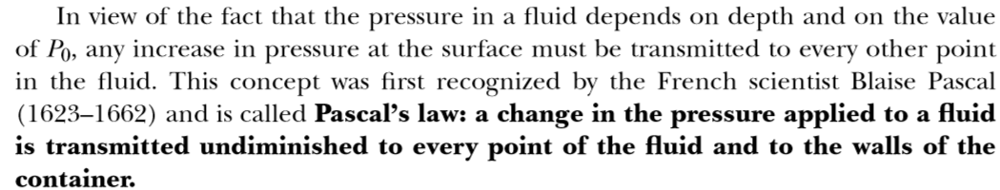 In view of the fact that the pressure in a fluid depends on depth and on the value
of P₀, any increase in pressure at the surface must be transmitted to every other point
in the fluid. This concept was first recognized by the French scientist Blaise Pascal
(1623–1662) and is called Pascal’s law: a change in the pressure applied to a fluid
is transmitted undiminished to every point of the fluid and to the walls of the
container.